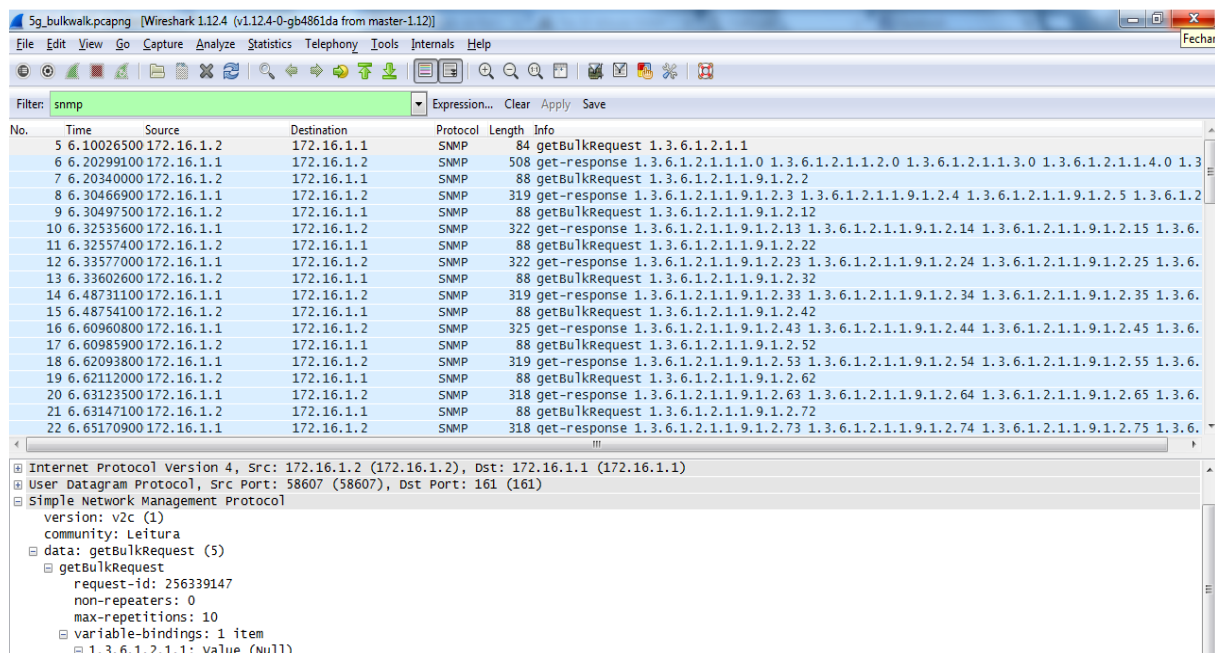 5g_bulkwalk.pcapng [Wireshark 1.12.4 (v1.12.4-0-gb4861da from master-1.12)]
Fechar
File Edit View Go Capture Analyze Statistics Telephony Tools Internals Help
Filter: snmp Expression... Clear Apply Save
No. Time Source Destination Protocol Length Info
5 6.10026500 172.16.1.2 172.16.1.1 SNMP 84 getBulkRequest 1.3.6.1.2.1.1
6 6.20299100 172.16.1.1 172.16.1.2 SNMP 508 get-response 1.3.6.1.2.1.1.1.0 1.3.6.1.2.1.1.2.0 1.3.6.1.2.1.1.3.0 1.3.6.1.2.1.1.4.0 1.3
7 6.20340000 172.16.1.2 172.16.1.1 SNMP 88 getBulkRequest 1.3.6.1.2.1.1.9.1.2.2
8 6.30466900 172.16.1.1 172.16.1.2 SNMP 319 get-response 1.3.6.1.2.1.1.9.1.2.3 1.3.6.1.2.1.1.9.1.2.4 1.3.6.1.2.1.1.9.1.2.5 1.3.6.1.2
9 6.30497500 172.16.1.2 172.16.1.1 SNMP 88 getBulkRequest 1.3.6.1.2.1.1.9.1.2.12
10 6.32535600 172.16.1.1 172.16.1.2 SNMP 322 get-response 1.3.6.1.2.1.1.9.1.2.13 1.3.6.1.2.1.1.9.1.2.14 1.3.6.1.2.1.1.9.1.2.15 1.3.6.
11 6.32557400 172.16.1.2 172.16.1.1 SNMP 88 getBulkRequest 1.3.6.1.2.1.1.9.1.2.22
12 6.33577000 172.16.1.1 172.16.1.2 SNMP 322 get-response 1.3.6.1.2.1.1.9.1.2.23 1.3.6.1.2.1.1.9.1.2.24 1.3.6.1.2.1.1.9.1.2.25 1.3.6.
13 6.33602600 172.16.1.2 172.16.1.1 SNMP 88 getBulkRequest 1.3.6.1.2.1.1.9.1.2.32
14 6.48731100 172.16.1.1 172.16.1.2 SNMP 319 get-response 1.3.6.1.2.1.1.9.1.2.33 1.3.6.1.2.1.1.9.1.2.34 1.3.6.1.2.1.1.9.1.2.35 1.3.6.
15 6.48754100 172.16.1.2 172.16.1.1 SNMP 88 getBulkRequest 1.3.6.1.2.1.1.9.1.2.42
16 6.60960800 172.16.1.1 172.16.1.2 SNMP 325 get-response 1.3.6.1.2.1.1.9.1.2.43 1.3.6.1.2.1.1.9.1.2.44 1.3.6.1.2.1.1.9.1.2.45 1.3.6.
17 6.60985900 172.16.1.2 172.16.1.1 SNMP 88 getBulkRequest 1.3.6.1.2.1.1.9.1.2.52
18 6.62093800 172.16.1.1 172.16.1.2 SNMP 319 get-response 1.3.6.1.2.1.1.9.1.2.53 1.3.6.1.2.1.1.9.1.2.54 1.3.6.1.2.1.1.9.1.2.55 1.3.6.
19 6.62112000 172.16.1.2 172.16.1.1 SNMP 88 getBulkRequest 1.3.6.1.2.1.1.9.1.2.62
20 6.63123500 172.16.1.1 172.16.1.2 SNMP 318 get-response 1.3.6.1.2.1.1.9.1.2.63 1.3.6.1.2.1.1.9.1.2.64 1.3.6.1.2.1.1.9.1.2.65 1.3.6.
21 6.63147100 172.16.1.2 172.16.1.1 SNMP 88 getBulkRequest 1.3.6.1.2.1.1.9.1.2.72
22 6.65170900 172.16.1.1 172.16.1.2 SNMP 318 get-response 1.3.6.1.2.1.1.9.1.2.73 1.3.6.1.2.1.1.9.1.2.74 1.3.6.1.2.1.1.9.1.2.75 1.3.6.
Internet Protocol Version 4, Src: 172.16.1.2 (172.16.1.2), Dst: 172.16.1.1 (172.16.1.1)
User Datagram Protocol, Src Port: 58607 (58607), Dst Port: 161 (161)
Simple Network Management Protocol
version: v2c (1)
community: Leitura
data: getBulkRequest (5)
getBulkRequest
request-id: 256339147
non-repeaters: 0
max-repetitions: 10
variable-bindings: 1 item
1.3.6.1.2.1.1: Value (Null)